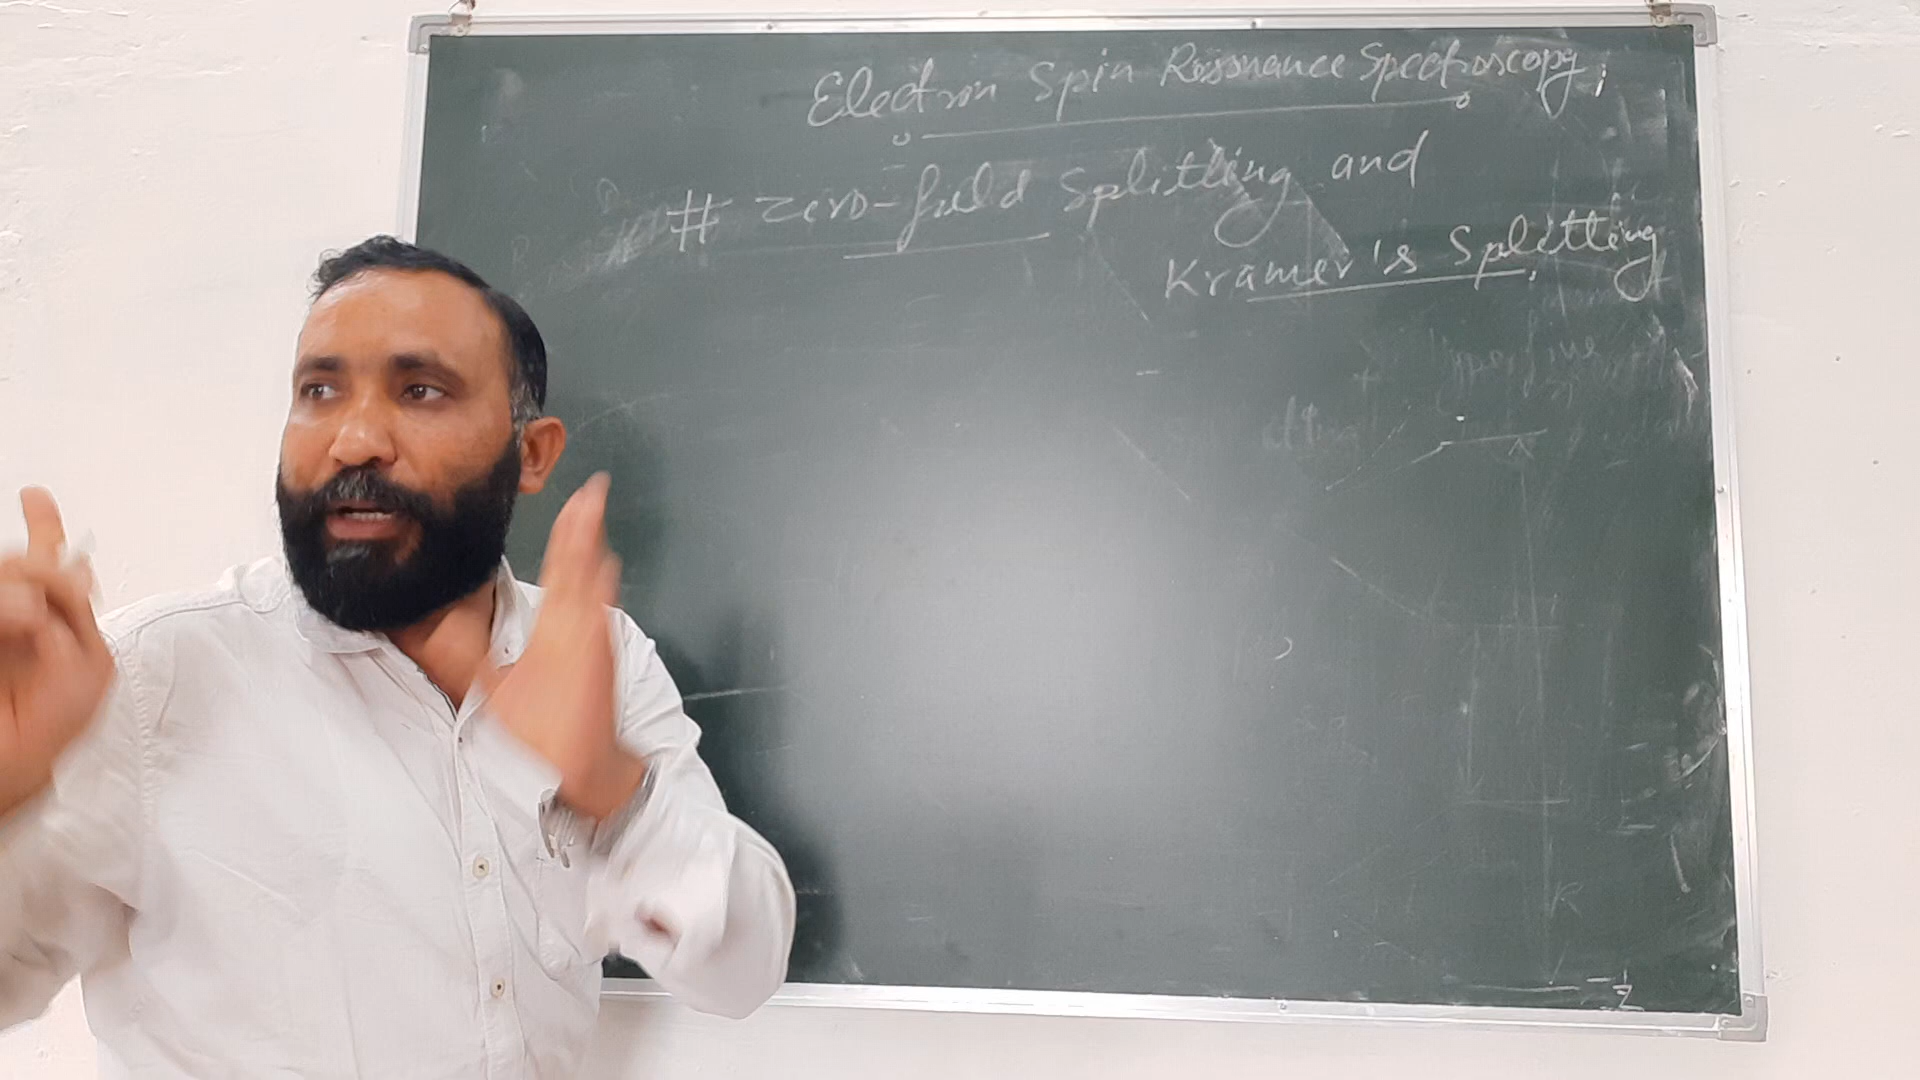 Electron Spin Resonance Spectroscopy;
# Zero-field Splitting and
Kramer's Splitting